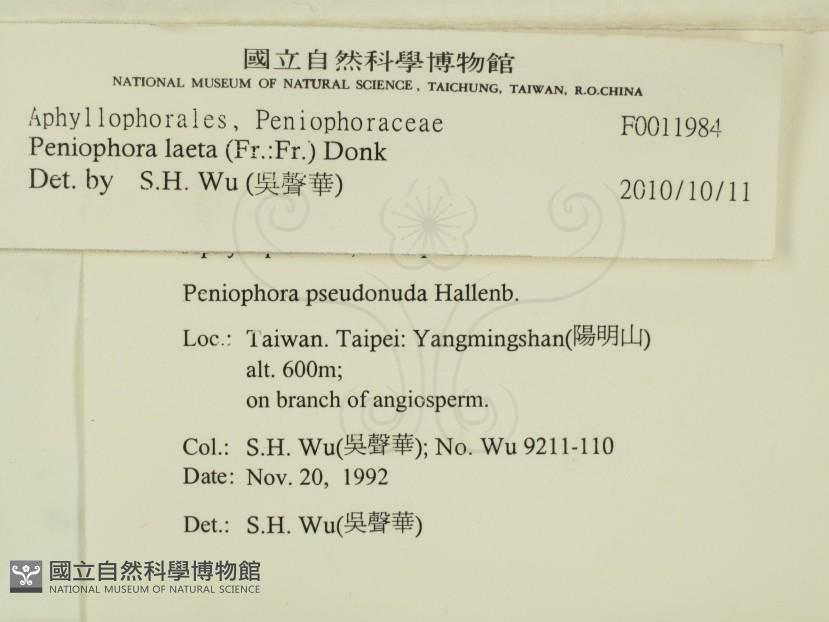 國立自然科學博物館
NATIONAL MUSEUM OF NATURAL SCIENCE, TAICHUNG, TAIWAN, R.O.CHINA
Aphyllophorales, Peniophoraceae F0011984
Peniophora laeta (Fr.:Fr.) Donk
Det. by S.H. Wu (吳聲華) 2010/10/11
Peniophora pseudonuda Hallenb.
Loc.: Taiwan. Taipei: Yangmingshan(陽明山)
alt. 600m;
on branch of angiosperm.
Col.: S.H. Wu(吳聲華); No. Wu 9211-110
Date: Nov. 20, 1992
Det.: S.H. Wu(吳聲華)
國立自然科學博物館
NATIONAL MUSEUM OF NATURAL SCIENCE